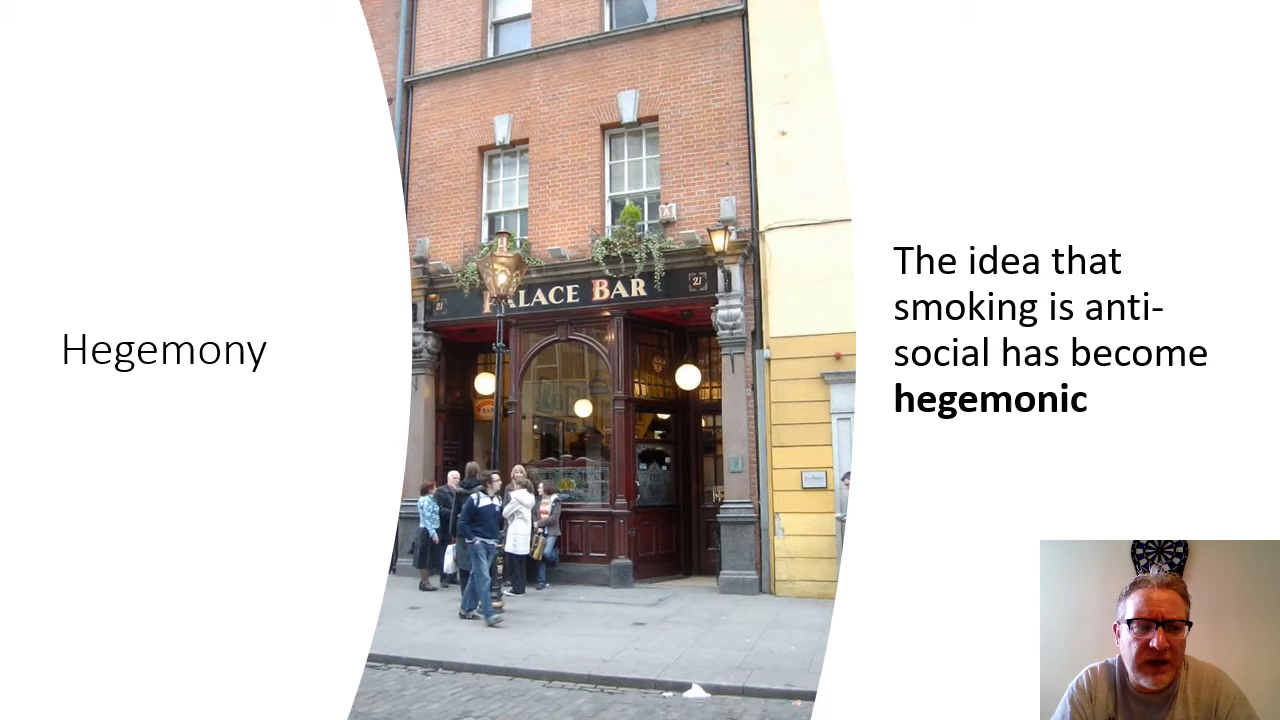 Hegemony
21
PALACE BAR
21
The idea that
smoking is anti-
social has become
hegemonic